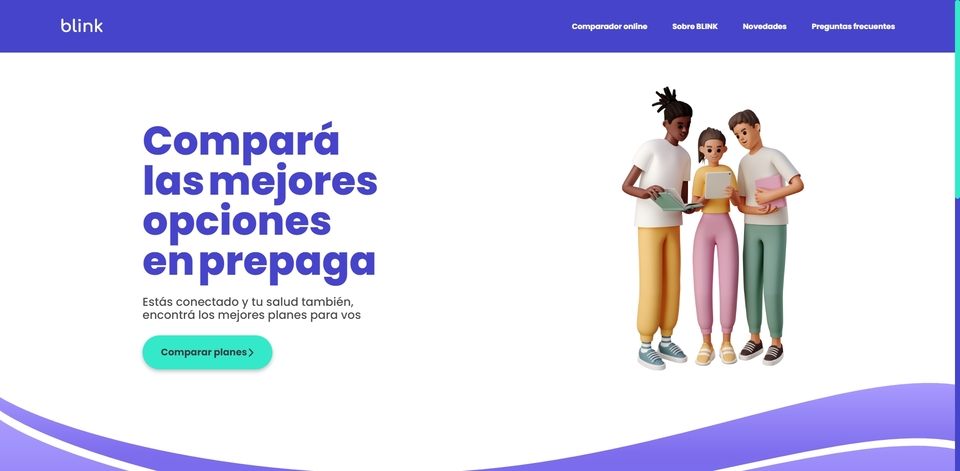 blink
Comparador online
Sobre BLINK
Novedades
Preguntas frecuentes
Compará
las mejores
opciones
en prepaga
Estás conectado y tu salud también,
encontrá los mejores planes para vos
Comparar planes